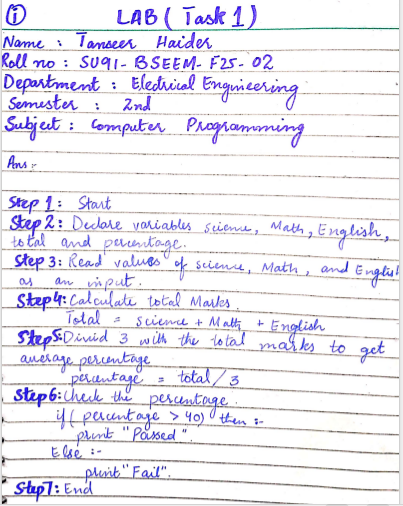 ① LAB ( Task 1 )
Name : Tanseer Haider
Roll no : SU91-BSEEM-F25-02
Department : Electrical Engineering
Semester : 2nd
Subject : Computer Programming
Ans :-
Step 1 : Start
Step 2 : Declare variables science, Math, English,
total and percentage.
Step 3 : Read values of science, Math, and English
as an input.
Step 4 : Calculate total Marks
Total = science + Math + English
Step 5 : Divid 3 with the total marks to get
average percentage
percentage = total / 3
Step 6 : Check the percentage.
if ( percentage > 40) then :-
print "Passed".
Else :-
print "Fail".
Step 7 : End